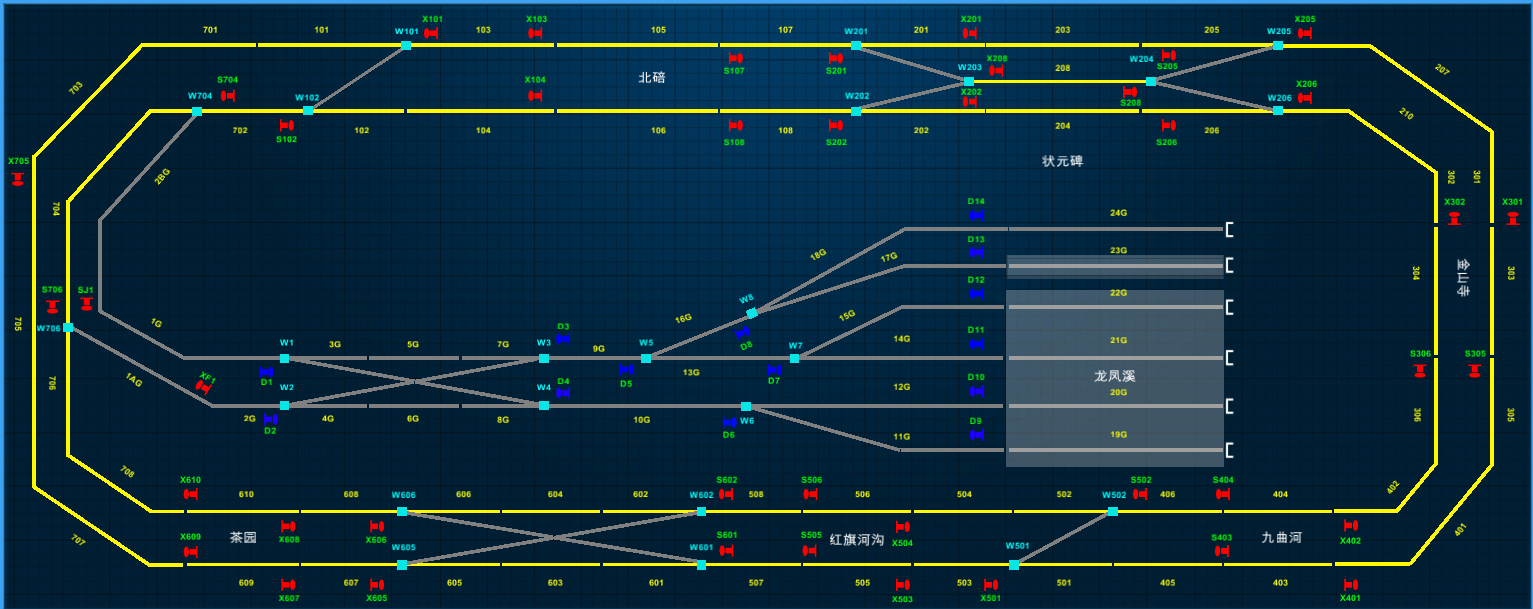 X101 X103 X201 X205
701 101 103 105 107 201 203 205
W101 W201 W205
S107 S201 X208 S205 207
W203 W204
703 S704 X104 北碚 208
W704 W102 X202 S208 W202 W206 X206 210
702 S102 102 104 106 S108 108 S202 202 204 S206 206
状元碑
X705 2BG 302 301
704 D14 24G X302 X301
D13 23G
18G 17G
金山寺
S706 SJ1 D12 22G 304 303
W8
705 W706 1G 16G D8 15G
D3 D11 21G
W1 3G 5G 7G W3 9G W5 W7 14G
S306 S305
706 1AG XF1 D1 D5 13G D7 龙凤溪
W2 D4 W4 12G D10 20G
2G 4G 6G 8G 10G D6 W6 D9 306 305
D2 11G 19G
708 402
X610 S602 S506 S502 S404
610 608 W606 606 604 602 W602 508 506 504 502 W502 406 404
707 茶园 X608 X606 红旗河沟 X504 九曲河 X402 401
X609 W605 W601 S601 S505 W501 S403
609 607 605 603 601 507 505 503 501 405 403
X607 X605 X503 X501 X401